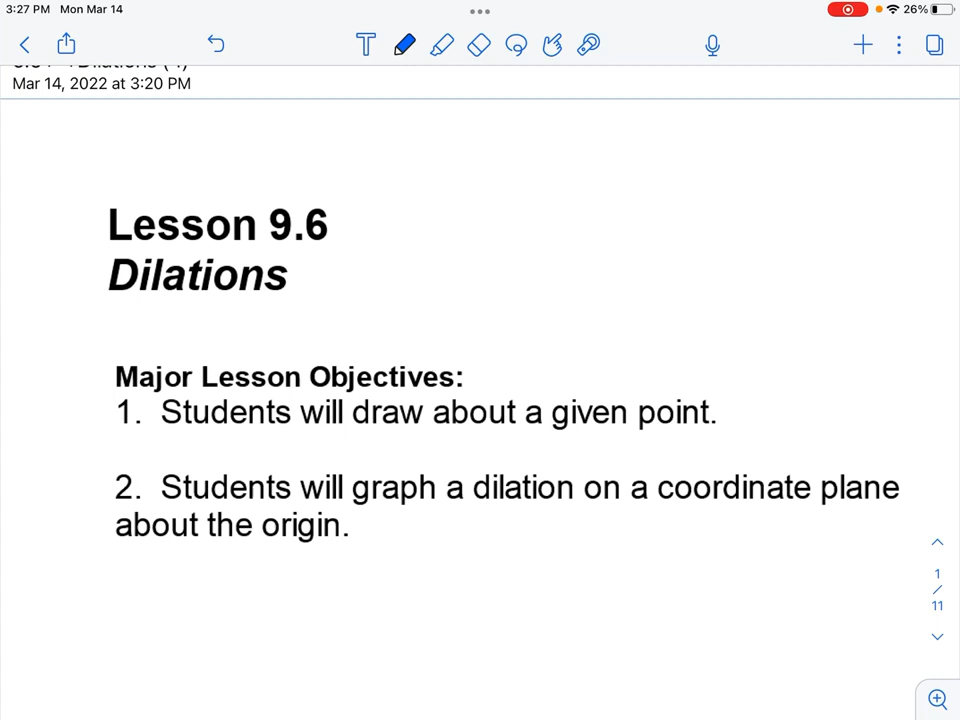 3:27 PM Mon Mar 14
26%
Mar 14, 2022 at 3:20 PM
Lesson 9.6
Dilations
Major Lesson Objectives:
1. Students will draw about a given point.
2. Students will graph a dilation on a coordinate plane
about the origin.
1
/
11